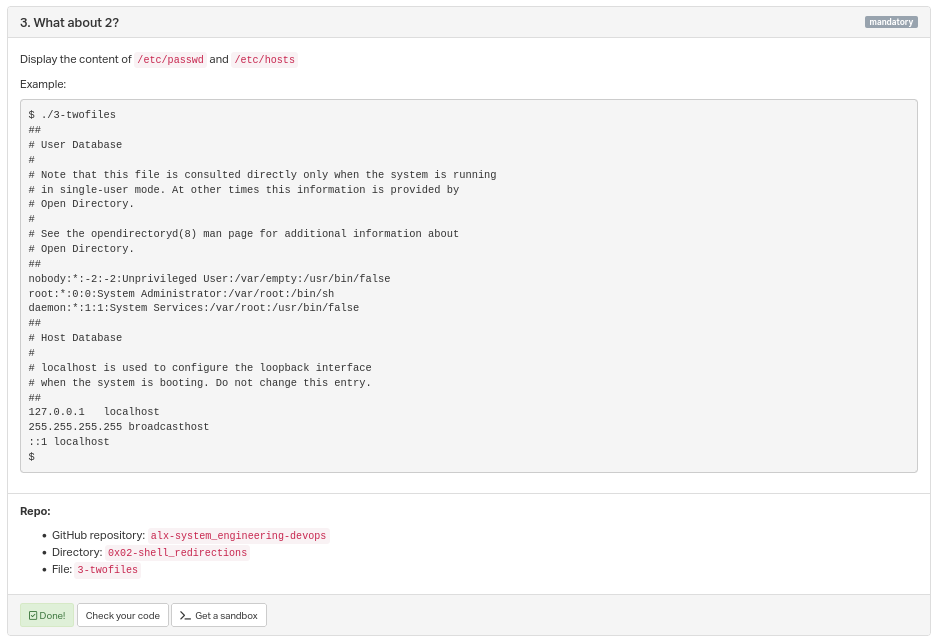 3. What about 2?
mandatory
Display the content of /etc/passwd and /etc/hosts
Example:
$ ./3-twofiles
##
# User Database
#
# Note that this file is consulted directly only when the system is running
# in single-user mode. At other times this information is provided by
# Open Directory.
#
# See the opendirectoryd(8) man page for additional information about
# Open Directory.
##
nobody:*:-2:-2:Unprivileged User:/var/empty:/usr/bin/false
root:*:0:0:System Administrator:/var/root:/bin/sh
daemon:*:1:1:System Services:/var/root:/usr/bin/false
##
# Host Database
#
# localhost is used to configure the loopback interface
# when the system is booting. Do not change this entry.
##
127.0.0.1   localhost
255.255.255.255 broadcasthost
::1 localhost
$
Repo:
• GitHub repository: alx-system_engineering-devops
• Directory: 0x02-shell_redirections
• File: 3-twofiles
Done! Check your code >_ Get a sandbox